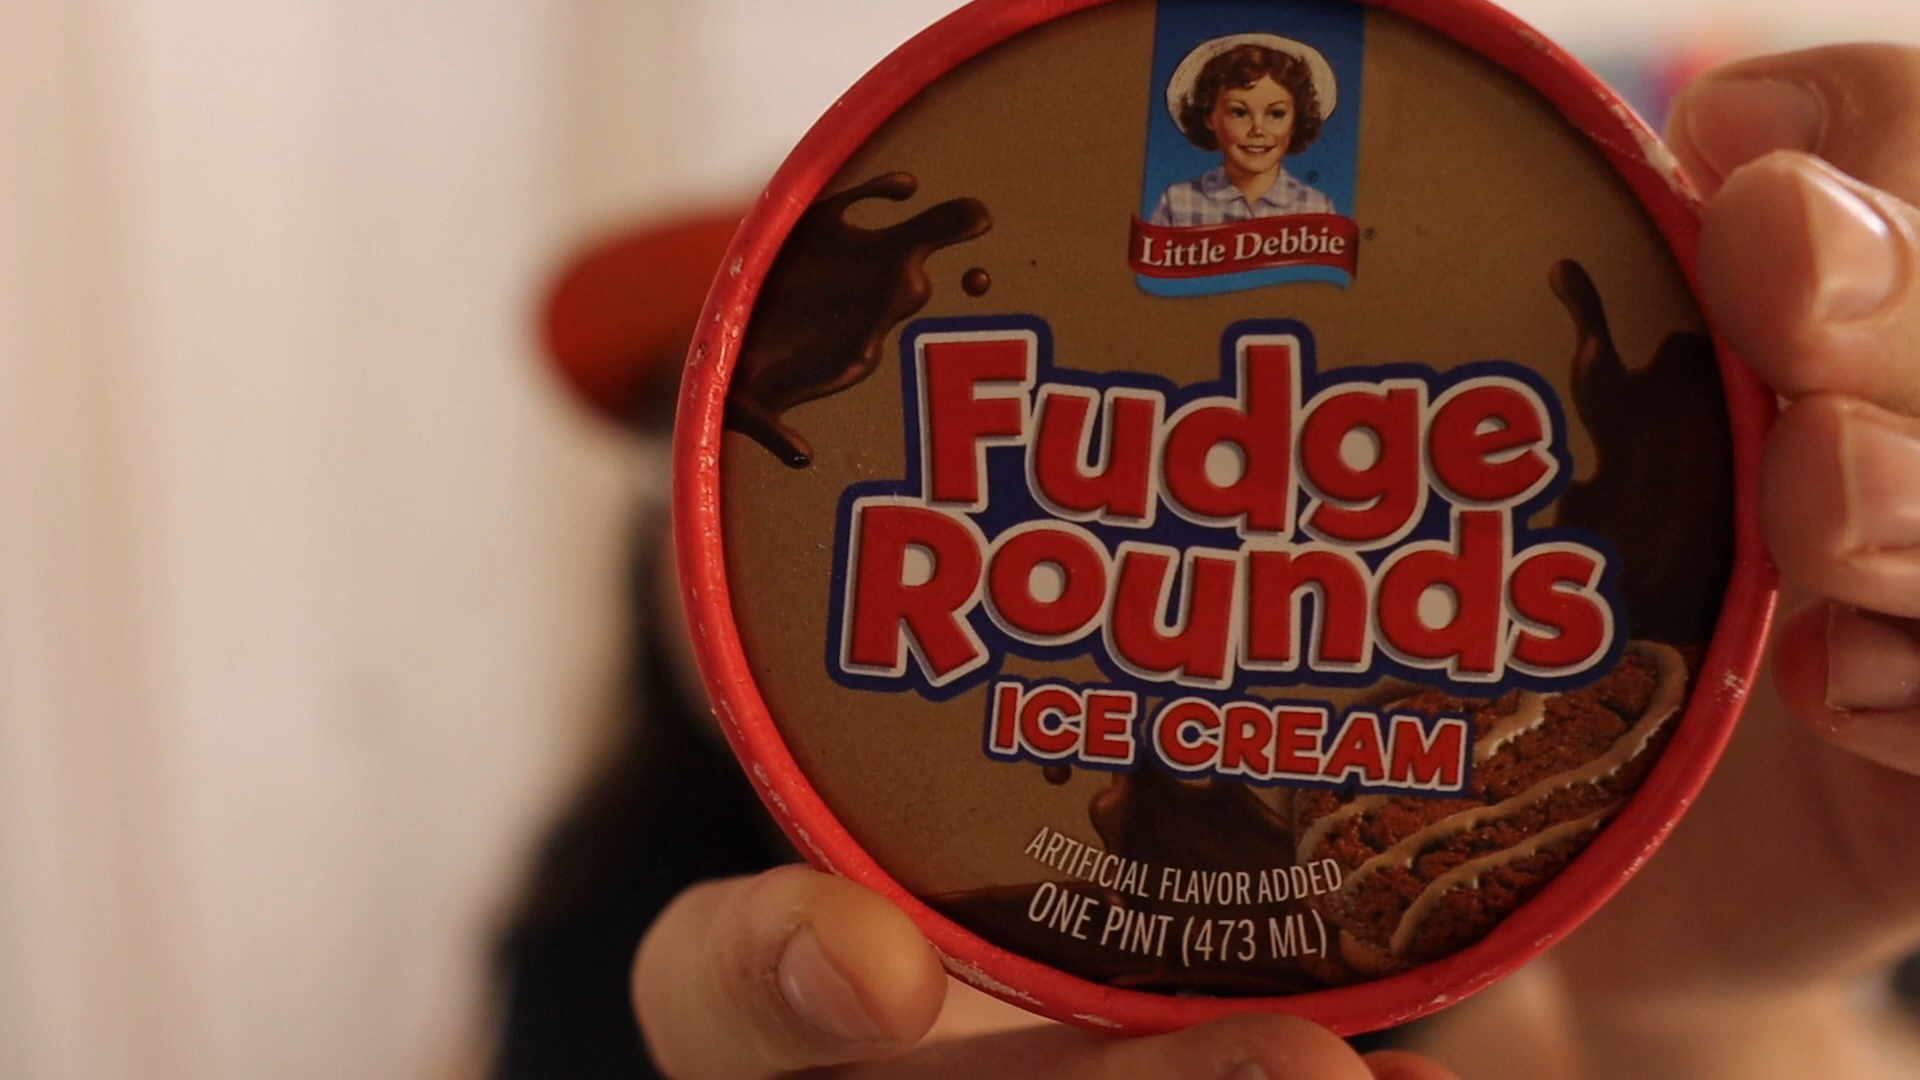 Little Debbie
Fudge
Rounds
ICE CREAM
ARTIFICIAL FLAVOR ADDED
ONE PINT (473 ML)